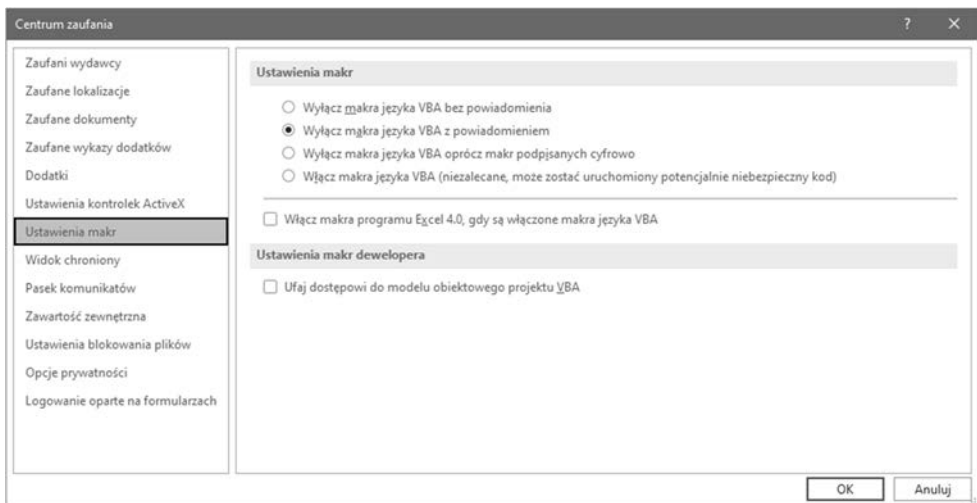 Centrum zaufania
Zaufani wydawcy
Zaufane lokalizacje
Zaufane dokumenty
Zaufane wykazy dodatków
Dodatki
Ustawienia kontrolek ActiveX
Ustawienia makr
Widok chroniony
Pasek komunikatów
Zawartość zewnętrzna
Ustawienia blokowania plików
Opcje prywatności
Logowanie oparte na formularzach
Ustawienia makr
Wyłącz makra języka VBA bez powiadomienia
Wyłącz makra języka VBA z powiadomieniem
Wyłącz makra języka VBA oprócz makr podpisanych cyfrowo
Włącz makra języka VBA (niezalecane, może zostać uruchomiony potencjalnie niebezpieczny kod)
Włącz makra programu Excel 4.0, gdy są włączone makra języka VBA
Ustawienia makr dewelopera
Ufaj dostępowi do modelu obiektowego projektu VBA
OK
Anuluj